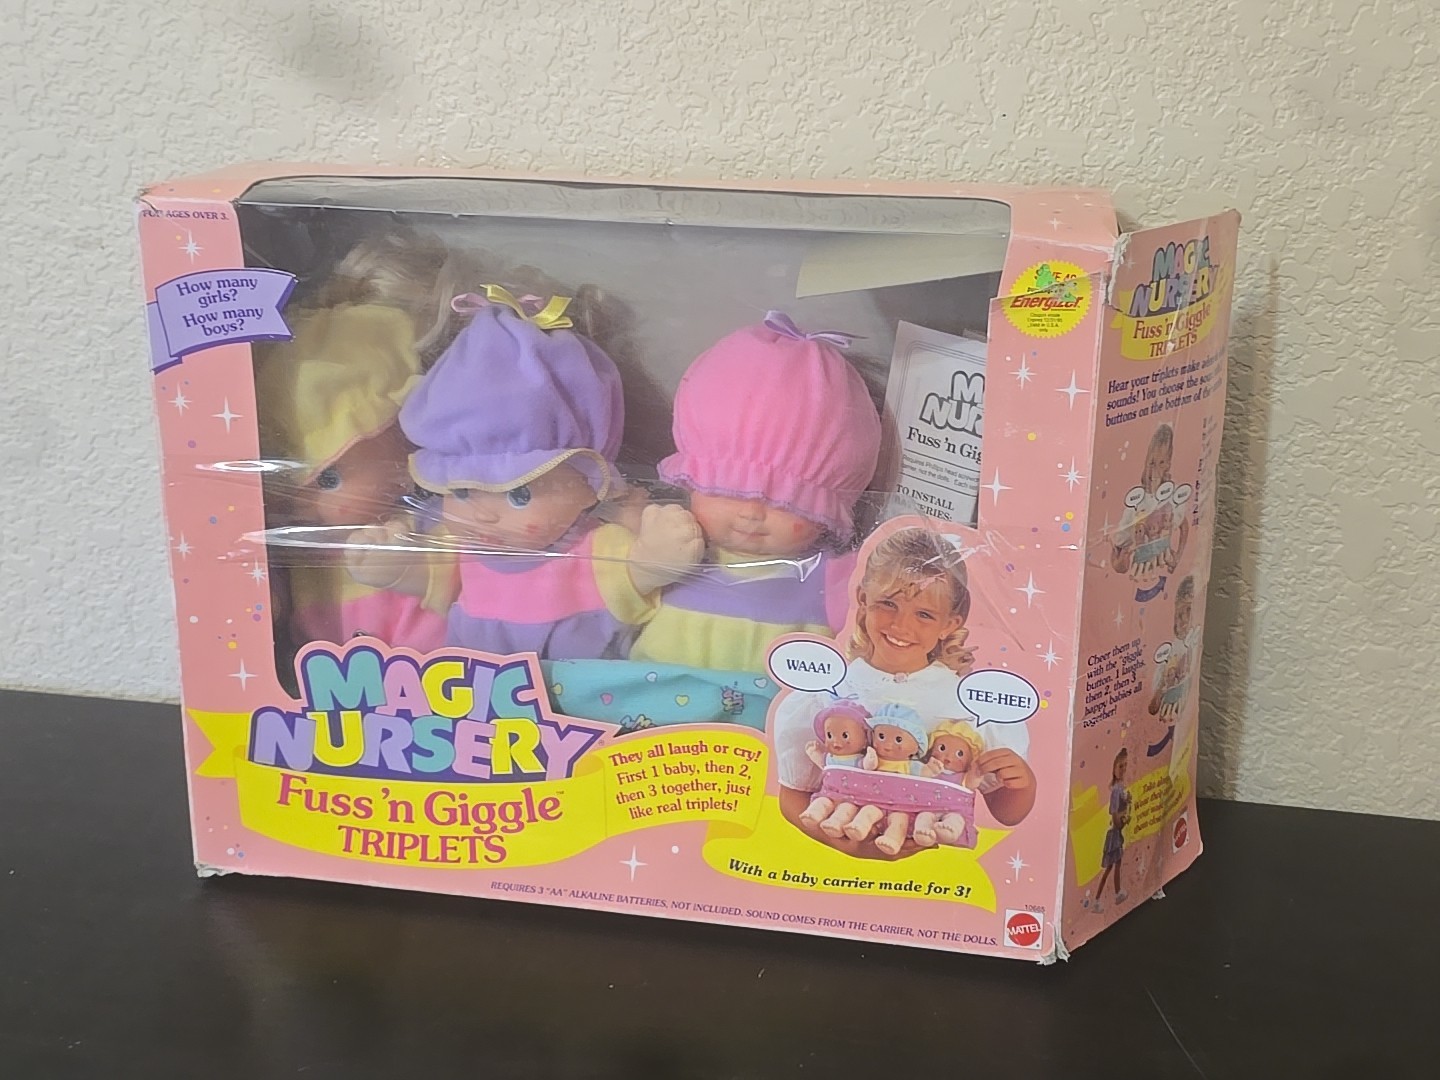 FOR AGES OVER 3.
How many
girls?
How many
boys?
SAVE 40
Energizer.
MAGIC
NURSERY
Fuss 'n Giggle™
TRIPLETS
They all laugh or cry!
First 1 baby, then 2,
then 3 together, just
like real triplets!
WAAA!
TEE-HEE!
With a baby carrier made for 3!
REQUIRES 3 "AA" ALKALINE BATTERIES, NOT INCLUDED. SOUND COMES FROM THE CARRIER, NOT THE DOLLS.
10665
MATTEL
Fuss 'n Gig
TO INSTALL
MAGIC
NURSERY
Fuss 'n Giggle
TRIPLETS
Hear your triplets make
sounds! You choose the
buttons on the bottom of the
Cheer them up
with the "giggle"
button. 1 laughs,
then 2, then 3
happy babies all
together!
MATTEL